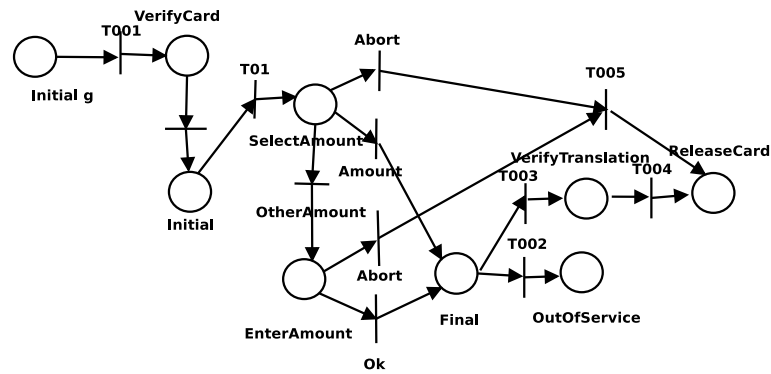 VerifyCard
T001
Initial g
T01
Abort
T005
SelectAmount
Amount
VerifyTranslation
ReleaseCard
T003
T004
Initial
OtherAmount
T002
Abort
EnterAmount
Final
OutOfService
Ok